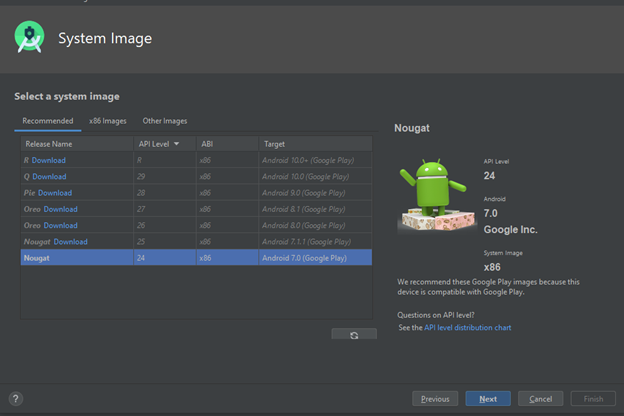 System Image
Select a system image
Recommended x86 Images Other Images
Release Name API Level ▼ ABI Target
R Download R x86 Android 10.0+ (Google Play)
Q Download 29 x86 Android 10.0 (Google Play)
Pie Download 28 x86 Android 9.0 (Google Play)
Oreo Download 27 x86 Android 8.1 (Google Play)
Oreo Download 26 x86 Android 8.0 (Google Play)
Nougat Download 25 x86 Android 7.1.1 (Google Play)
Nougat 24 x86 Android 7.0 (Google Play)
Nougat
API Level
24
Android
7.0
Google Inc.
System Image
x86
We recommend these Google Play images because this
device is compatible with Google Play.
Questions on API level?
See the API level distribution chart
? Previous Next Cancel Finish